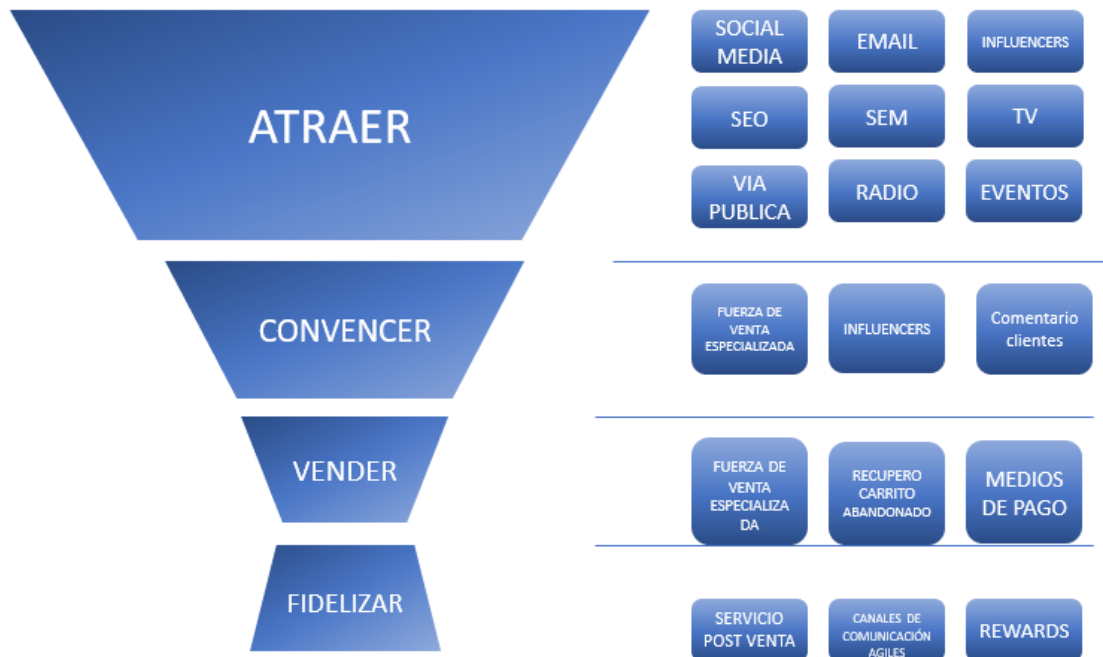 ATRAER
SOCIAL
MEDIA
EMAIL
INFLUENCERS
SEO
SEM
TV
VIA
PUBLICA
RADIO
EVENTOS
CONVENCER
FUERZA DE
VENTA
ESPECIALIZADA
INFLUENCERS
Comentario
clientes
VENDER
FUERZA DE
VENTA
ESPECIALIZA
DA
RECUPERO
CARRITO
ABANDONADO
MEDIOS
DE PAGO
FIDELIZAR
SERVICIO
POST VENTA
CANALES DE
COMUNICACIÓN
AGILES
REWARDS